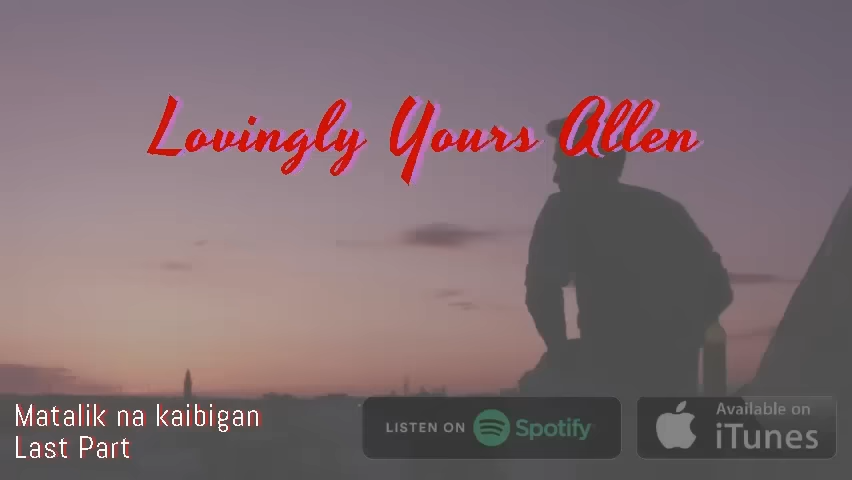 Lovingly Yours Allen
Matalik na kaibigan
Last Part
LISTEN ON Spotify
Available on
iTunes